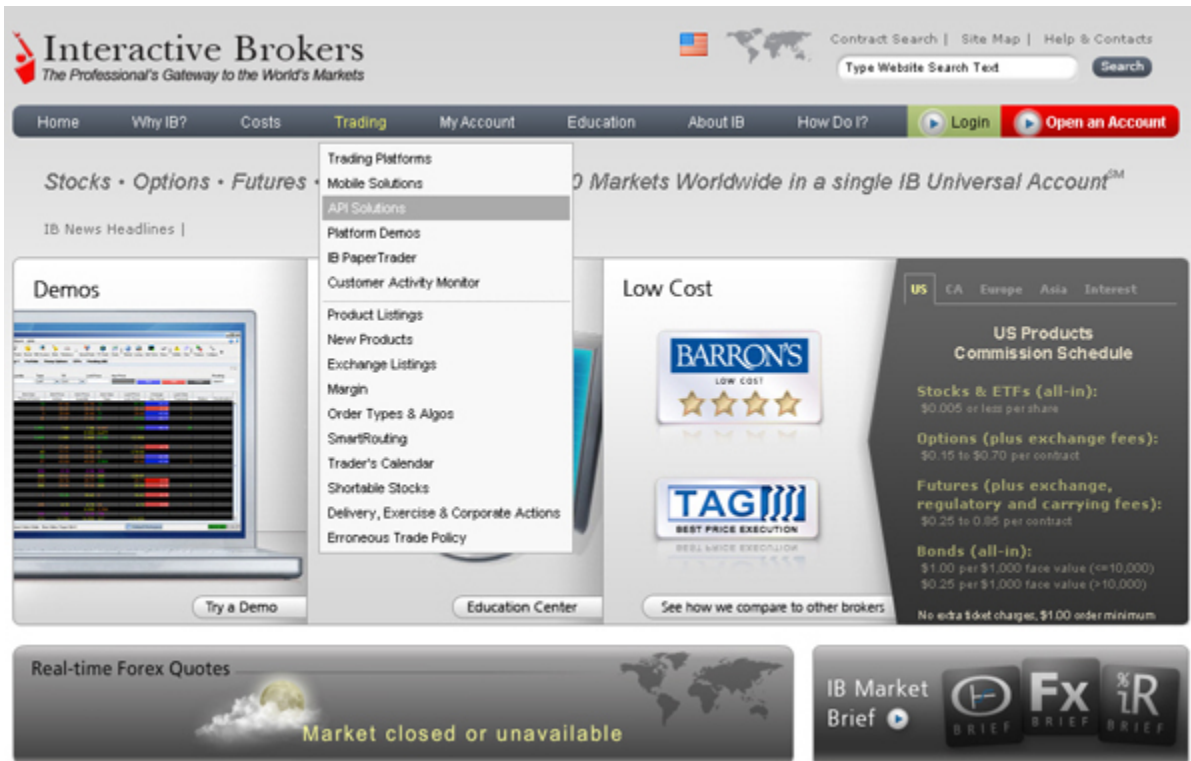 Interactive Brokers
The Professional's Gateway to the World's Markets
Contract Search | Site Map | Help & Contacts
Type Website Search Text
Search
Home Why IB? Costs Trading My Account Education About IB How Do I? Login Open an Account
Stocks • Options • Futures • 0 Markets Worldwide in a single IB Universal Account SM
IB News Headlines |
Trading Platforms
Mobile Solutions
API Solutions
Platform Demos
IB PaperTrader
Customer Activity Monitor
Product Listings
New Products
Exchange Listings
Margin
Order Types & Algos
SmartRouting
Trader's Calendar
Shortable Stocks
Delivery, Exercise & Corporate Actions
Erroneous Trade Policy
Demos
Try a Demo
Education Center
Low Cost
BARRON'S
LOW COST
TAG
BEST PRICE EXECUTION
See how we compare to other brokers
US CA Europe Asia Interest
US Products
Commission Schedule
Stocks & ETFs (all-in):
$0.005 or less per share
Options (plus exchange fees):
$0.15 to $0.70 per contract
Futures (plus exchange,
regulatory and carrying fees):
$0.25 to 0.85 per contract
Bonds (all-in):
$1.00 per $1,000 face value (<=10,000)
$0.25 per $1,000 face value (>10,000)
No extra ticket charges, $1.00 order minimum
Real-time Forex Quotes
Market closed or unavailable
IB Market
Brief
BRIEF
Fx
BRIEF
% iR
BRIEF